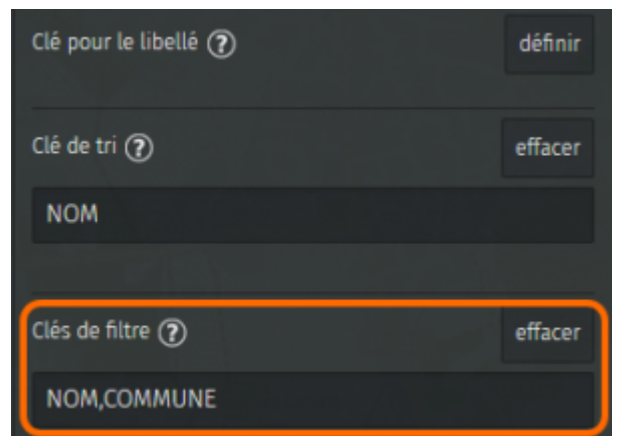 Clé pour le libellé ? définir
Clé de tri ? effacer
NOM
Clés de filtre ? effacer
NOM,COMMUNE